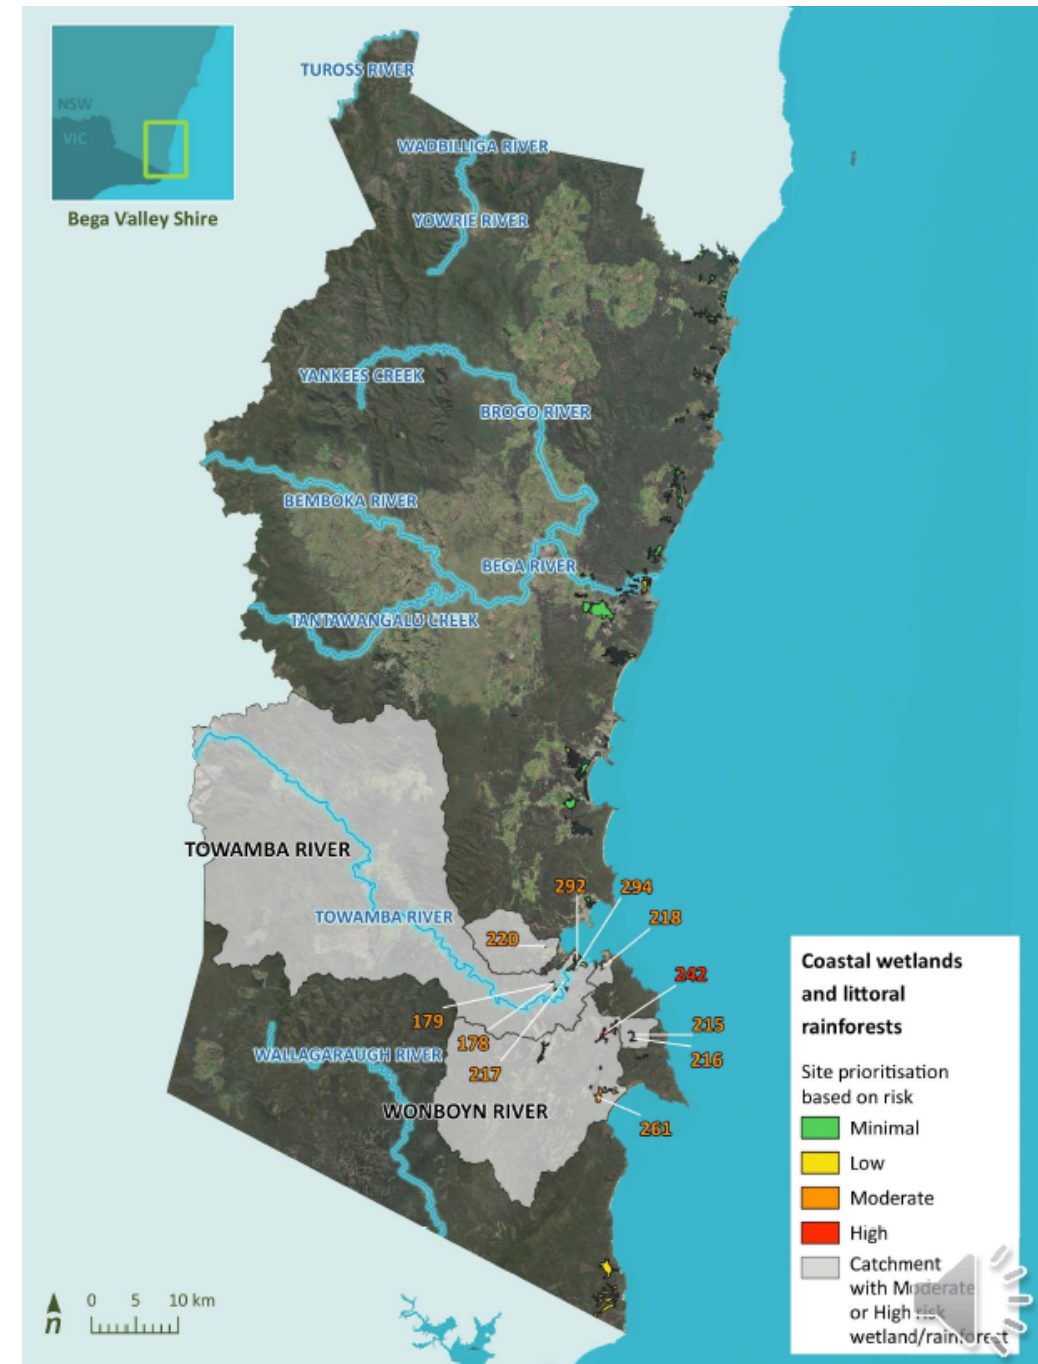 NSW
VIC
Bega Valley Shire
TUROSS RIVER
WADBILLIGA RIVER
YOWRIE RIVER
YANKEES CREEK
BROGO RIVER
BEMBOKA RIVER
BEGA RIVER
TANTAWANGALO CREEK
TOWAMBA RIVER
TOWAMBA RIVER
292
294
218
220
242
179
215
178
216
217
WALLAGARAUGH RIVER
WONBOYN RIVER
261
Coastal wetlands
and littoral
rainforests
Site prioritisation
based on risk
Minimal
Low
Moderate
High
Catchment
with Moderate
or High risk
wetland/rainforest
n
0 5 10 km